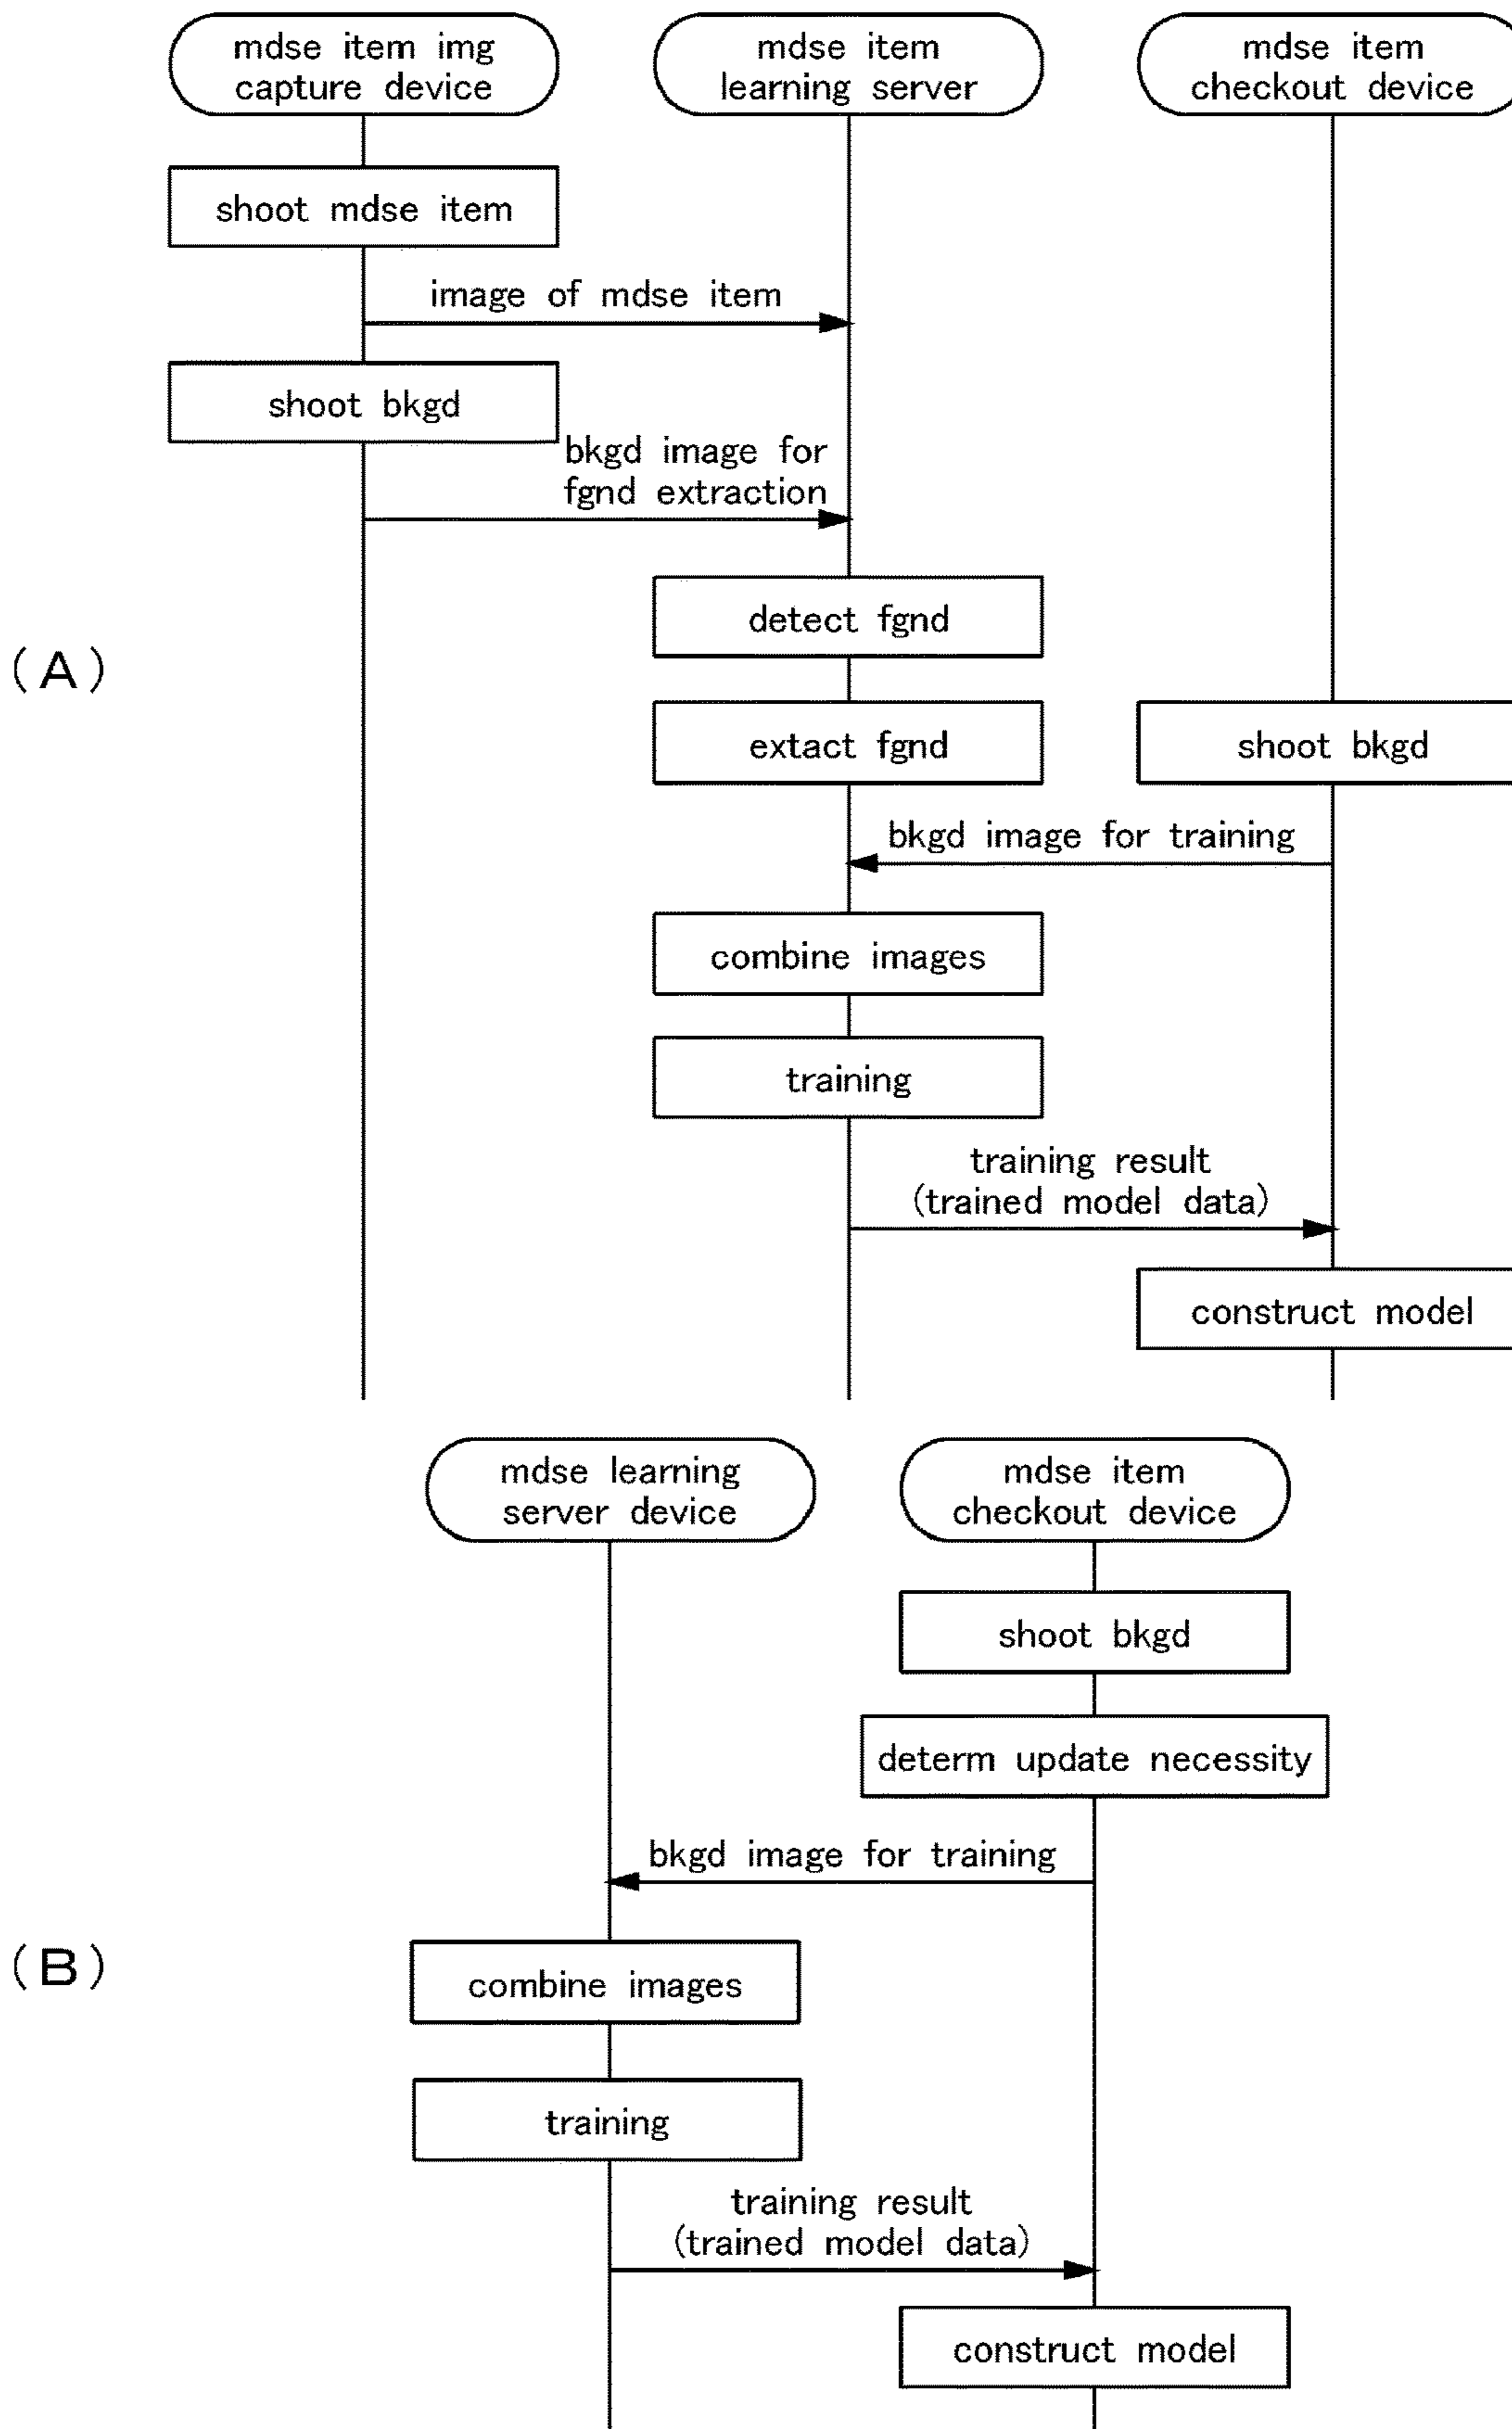 mdse item img
capture device
mdse item
learning server
mdse item
checkout device
shoot mdse item
image of mdse item
shoot bkgd
bkgd image for
fgnd extraction
detect fgnd
(A)
extact fgnd
shoot bkgd
bkgd image for training
combine images
training
training result
(trained model data)
construct model
mdse learning
server device
mdse item
checkout device
shoot bkgd
determ update necessity
bkgd image for training
(B)
combine images
training
training result
(trained model data)
construct model